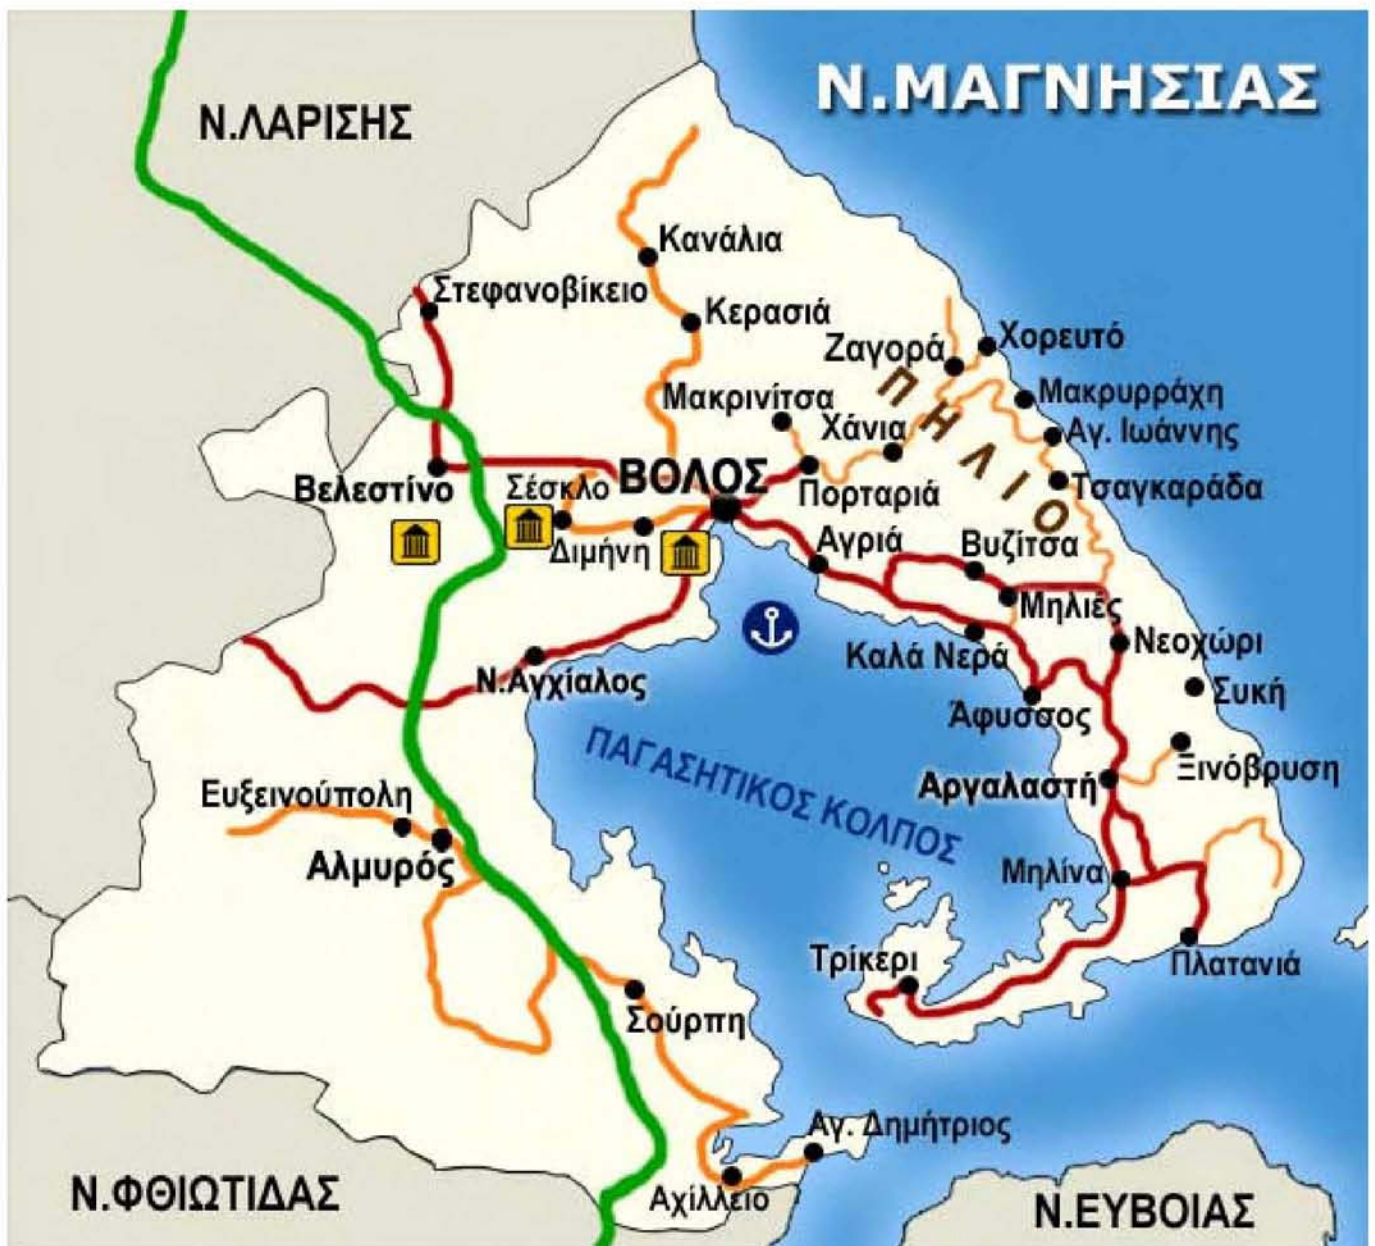 Ν.ΜΑΓΝΗΣΙΑΣ
Ν.ΛΑΡΙΣΗΣ
Κανάλια
Στεφανοβίκειο
Κερασιά
Χορευτό
Ζαγορά
ΠΗΛΙΟ
Μακρινίτσα
Μακρυρράχη
Χάνια
Αγ. Ιωάννης
Βελεστίνο
Σέσκλο
ΒΟΛΟΣ
Πορταριά
Τσαγκαράδα
Διμήνη
Αγριά
Βυζίτσα
Μηλιές
Καλά Νερά
Νεοχώρι
Ν.Αγχίαλος
Συκή
Άφυσσος
ΠΑΓΑΣΗΤΙΚΟΣ ΚΟΛΠΟΣ
Ξινόβρυση
Αργαλαστή
Ευξεινούπολη
Αλμυρός
Μηλίνα
Τρίκερι
Πλατανιά
Σούρπη
Αγ. Δημήτριος
Αχίλλειο
Ν.ΦΘΙΩΤΙΔΑΣ
Ν.ΕΥΒΟΙΑΣ